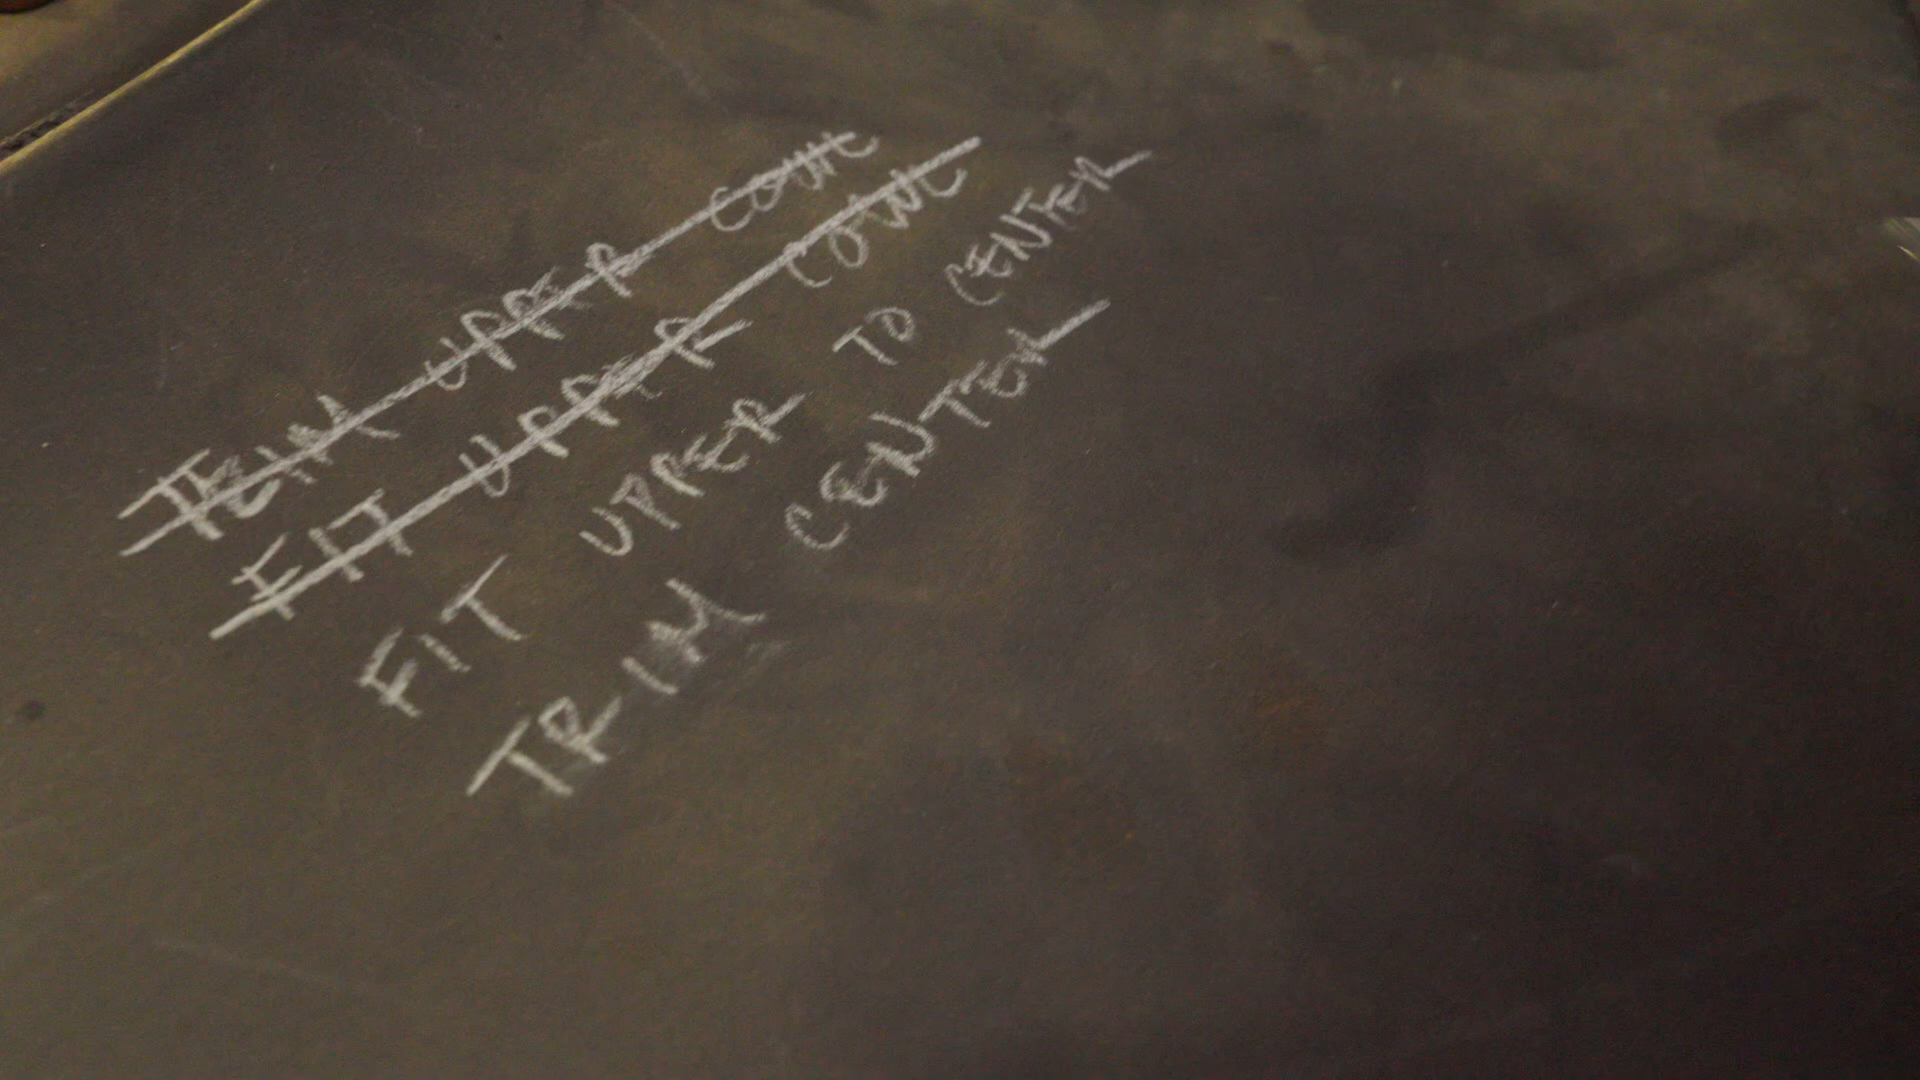 TRIM UPPER COWL
FIT UPPER COWL
FIT UPPER TO CENTER
TRIM CENTER